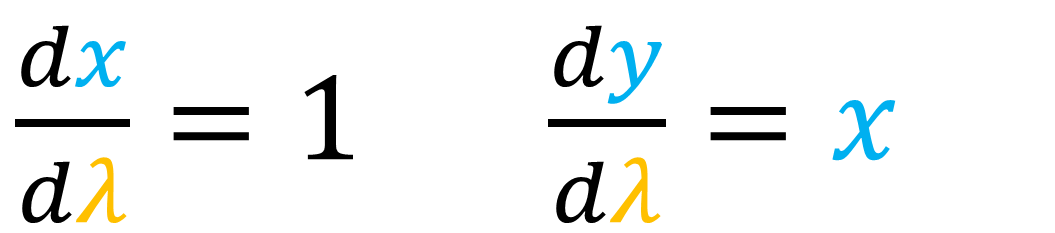 dx/dλ = 1    dy/dλ = x